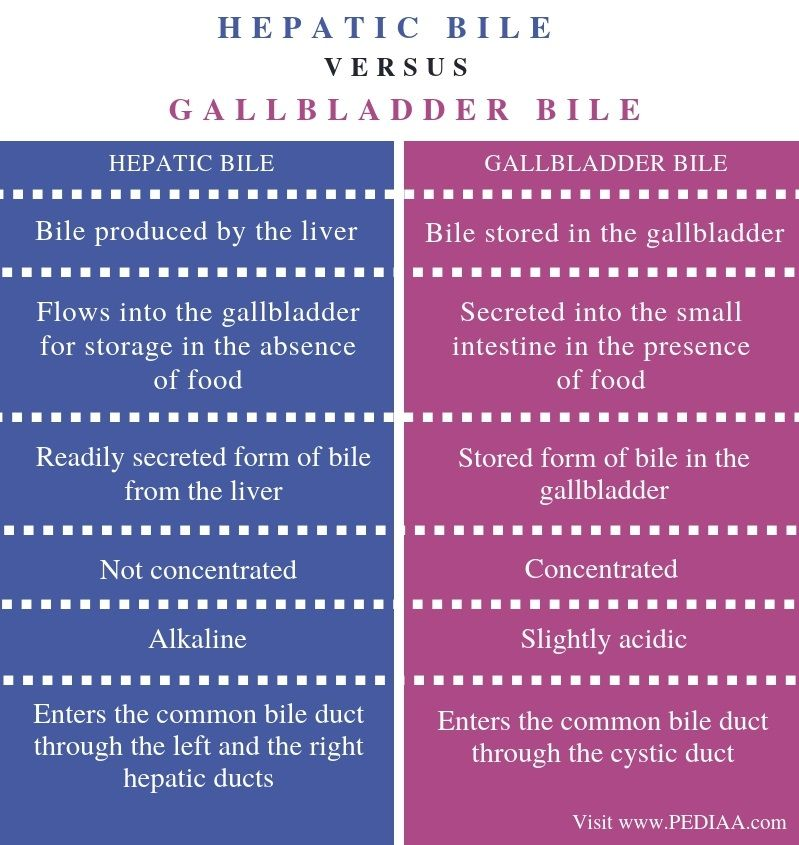 HEPATIC BILE
VERSUS
GALLBLADDER BILE
HEPATIC BILE
GALLBLADDER BILE
Bile produced by the liver
Bile stored in the gallbladder
Flows into the gallbladder
for storage in the absence
of food
Secreted into the small
intestine in the presence
of food
Readily secreted form of bile
from the liver
Stored form of bile in the
gallbladder
Not concentrated
Concentrated
Alkaline
Slightly acidic
Enters the common bile duct
through the left and the right
hepatic ducts
Enters the common bile duct
through the cystic duct
Visit www.PEDIAA.com